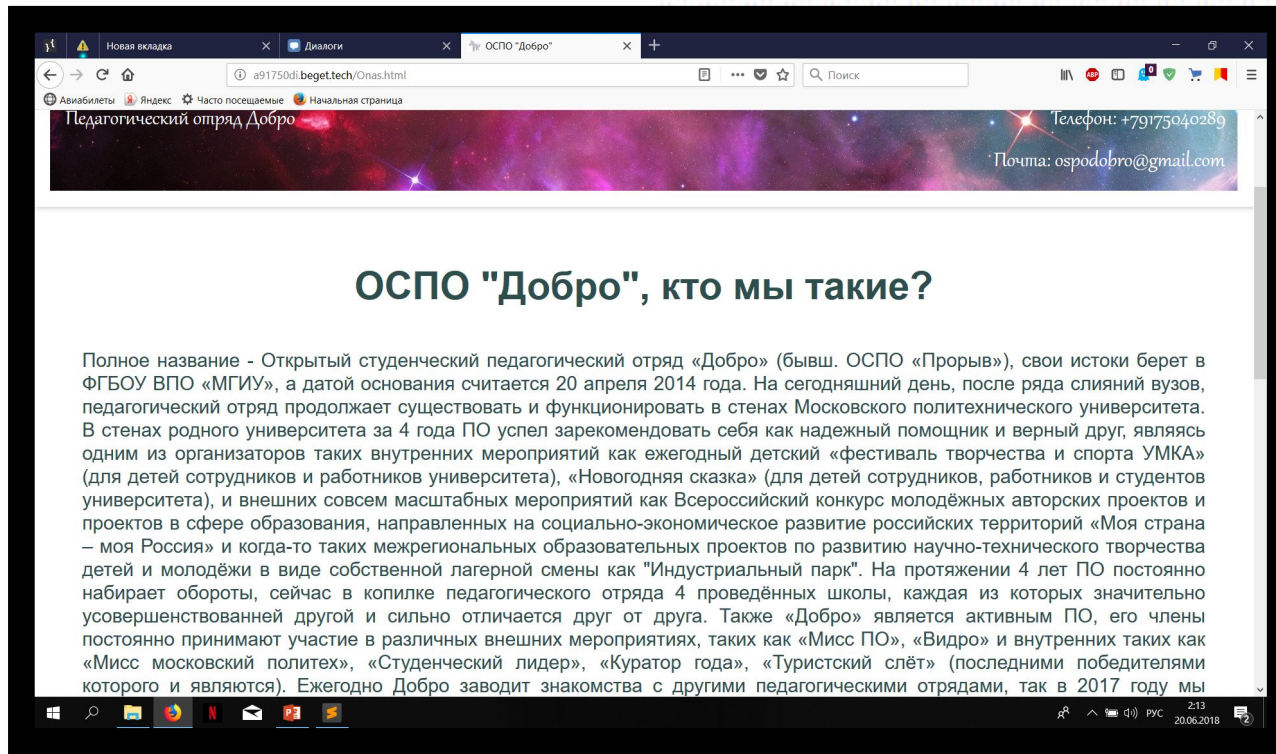 Новая вкладка
Диалоги
ОСПО "Добро"
a91750di.beget.tech/Onas.html
Поиск
ABP
0
Авиабилеты Яндекс Часто посещаемые Начальная страница
Педагогический отряд Добро
Телефон: +79175040289
Почта: ospodobro@gmail.com
ОСПО "Добро", кто мы такие?
Полное название - Открытый студенческий педагогический отряд «Добро» (бывш. ОСПО «Прорыв»), свои истоки берет в
ФГБОУ ВПО «МГИУ», а датой основания считается 20 апреля 2014 года. На сегодняшний день, после ряда слияний вузов,
педагогический отряд продолжает существовать и функционировать в стенах Московского политехнического университета.
В стенах родного университета за 4 года ПО успел зарекомендовать себя как надежный помощник и верный друг, являясь
одним из организаторов таких внутренних мероприятий как ежегодный детский «фестиваль творчества и спорта УМКА»
(для детей сотрудников и работников университета), «Новогодняя сказка» (для детей сотрудников, работников и студентов
университета), и внешних совсем масштабных мероприятий как Всероссийский конкурс молодёжных авторских проектов и
проектов в сфере образования, направленных на социально-экономическое развитие российских территорий «Моя страна
– моя Россия» и когда-то таких межрегиональных образовательных проектов по развитию научно-технического творчества
детей и молодёжи в виде собственной лагерной смены как "Индустриальный парк". На протяжении 4 лет ПО постоянно
набирает обороты, сейчас в копилке педагогического отряда 4 проведённых школы, каждая из которых значительно
усовершенствованней другой и сильно отличается друг от друга. Также «Добро» является активным ПО, его члены
постоянно принимают участие в различных внешних мероприятиях, таких как «Мисс ПО», «Видро» и внутренних таких как
«Мисс московский политех», «Студенческий лидер», «Куратор года», «Туристский слёт» (последними победителями
которого и являются). Ежегодно Добро заводит знакомства с другими педагогическими отрядами, так в 2017 году мы
РУС
2:13
20.06.2018
2